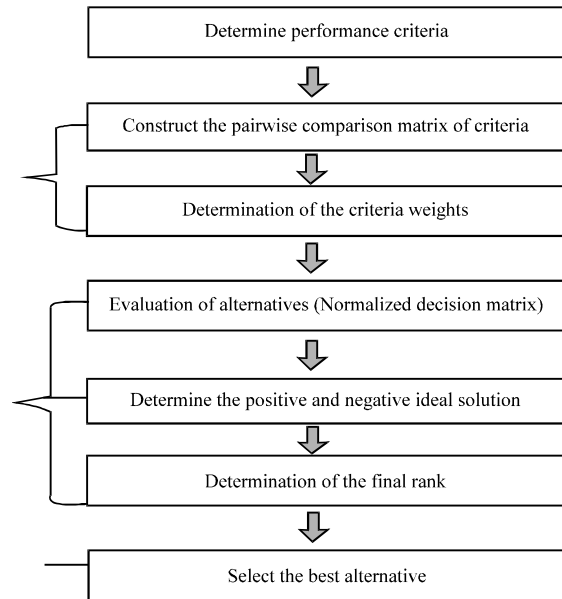 Determine performance criteria
Construct the pairwise comparison matrix of criteria
Determination of the criteria weights
Evaluation of alternatives (Normalized decision matrix)
Determine the positive and negative ideal solution
Determination of the final rank
Select the best alternative